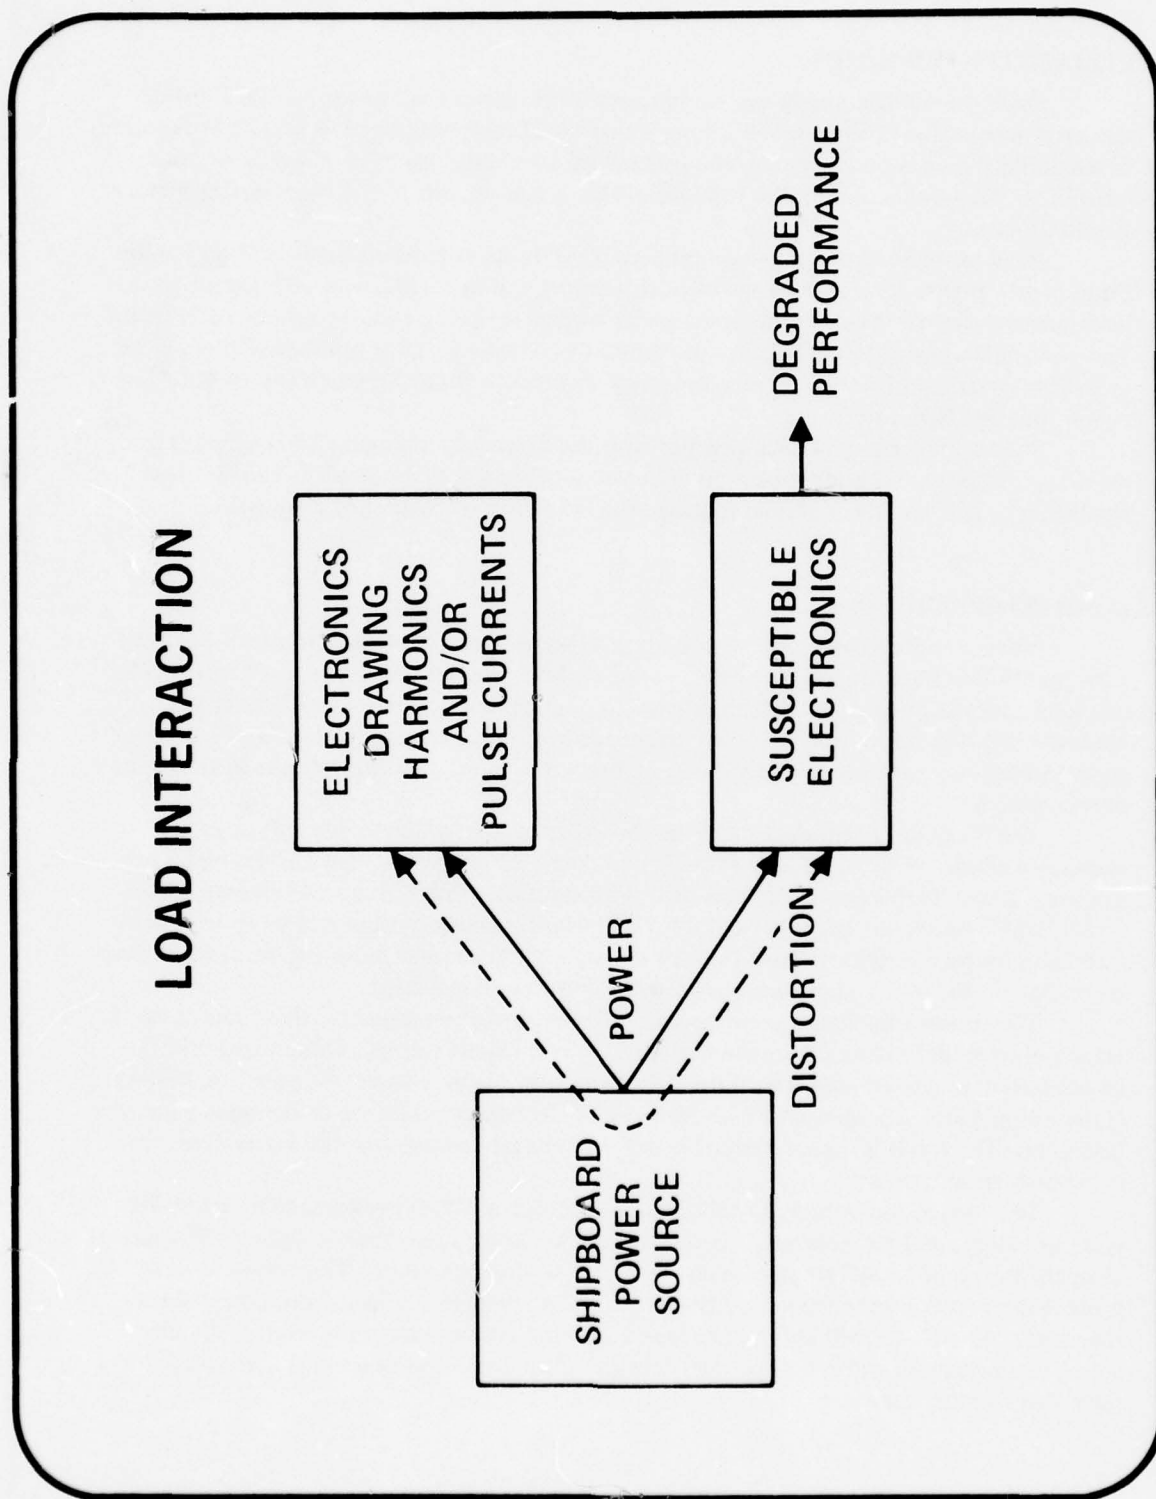 LOAD INTERACTION
ELECTRONICS
DRAWING
HARMONICS
AND/OR
PULSE CURRENTS
SHIPBOARD
POWER
SOURCE
POWER
DISTORTION
SUSCEPTIBLE
ELECTRONICS
DEGRADED
PERFORMANCE